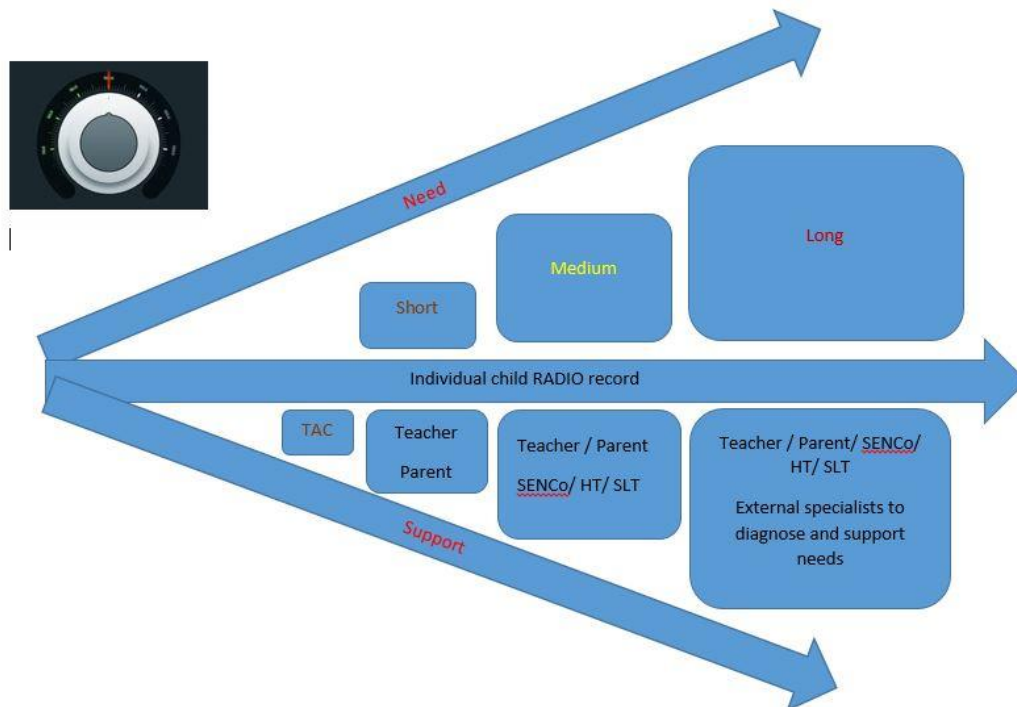 Need
Short
Medium
Long
Individual child RADIO record
TAC
Teacher
Parent
Teacher / Parent
SENCo/ HT/ SLT
Teacher / Parent/ SENCo/
HT/ SLT
External specialists to
diagnose and support
needs
Support